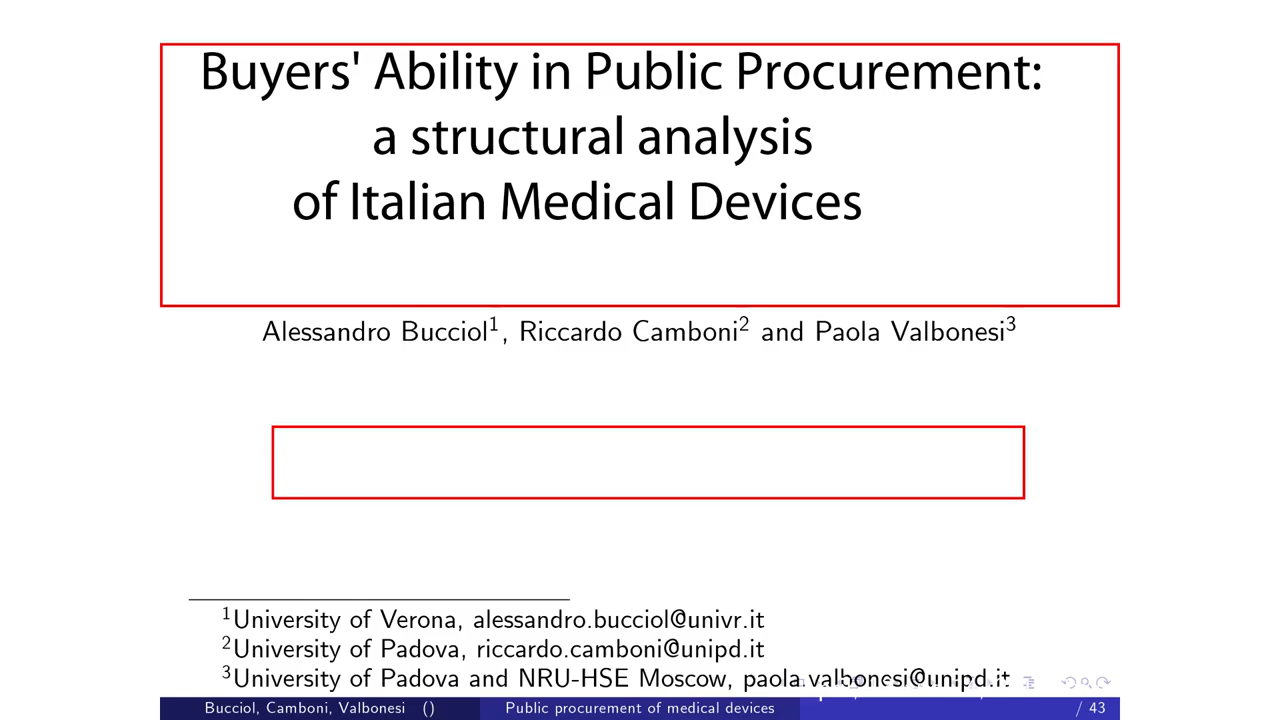 Buyers' Ability in Public Procurement:
a structural analysis
of Italian Medical Devices
Alessandro Bucciol¹, Riccardo Camboni² and Paola Valbonesi³
¹University of Verona, alessandro.bucciol@univr.it
²University of Padova, riccardo.camboni@unipd.it
³University of Padova and NRU-HSE Moscow, paola.valbonesi@unipd.it
Bucciol, Camboni, Valbonesi () Public procurement of medical devices / 43